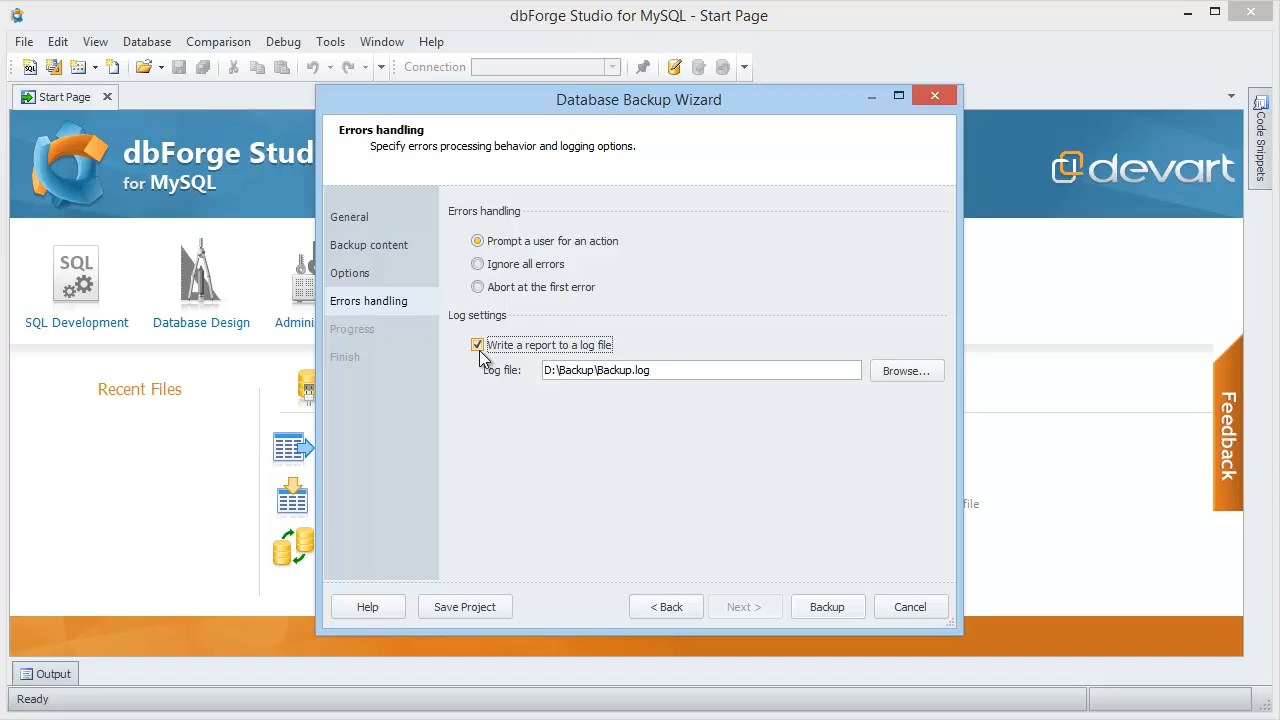 dbForge Studio for MySQL - Start Page
File Edit View Database Comparison Debug Tools Window Help
Connection
Start Page
Database Backup Wizard
Errors handling
Specify errors processing behavior and logging options.
dbForge Stud
for MySQL
devart
Code Snippets
General
Backup content
Options
Errors handling
Progress
Finish
Errors handling
Prompt a user for an action
Ignore all errors
Abort at the first error
Log settings
Write a report to a log file
Log file: D:\Backup\Backup.log Browse...
SQL
SQL Development
Database Design
Admini
Recent Files
file
Feedback
Help Save Project < Back Next > Backup Cancel
Output
Ready